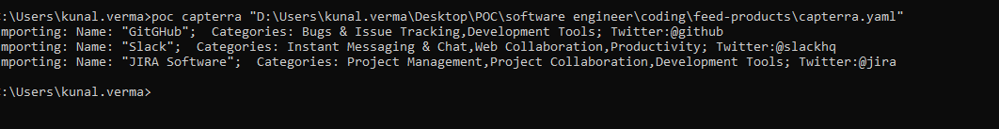 :\Users\kunal.verma>poc capterra "D:\Users\kunal.verma\Desktop\POC\software engineer\coding\feed-products\capterra.yaml"
mporting: Name: "GitGHub";  Categories: Bugs & Issue Tracking,Development Tools; Twitter:@github
mporting: Name: "Slack";  Categories: Instant Messaging & Chat,Web Collaboration,Productivity; Twitter:@slackhq
mporting: Name: "JIRA Software";  Categories: Project Management,Project Collaboration,Development Tools; Twitter:@jira
:\Users\kunal.verma>